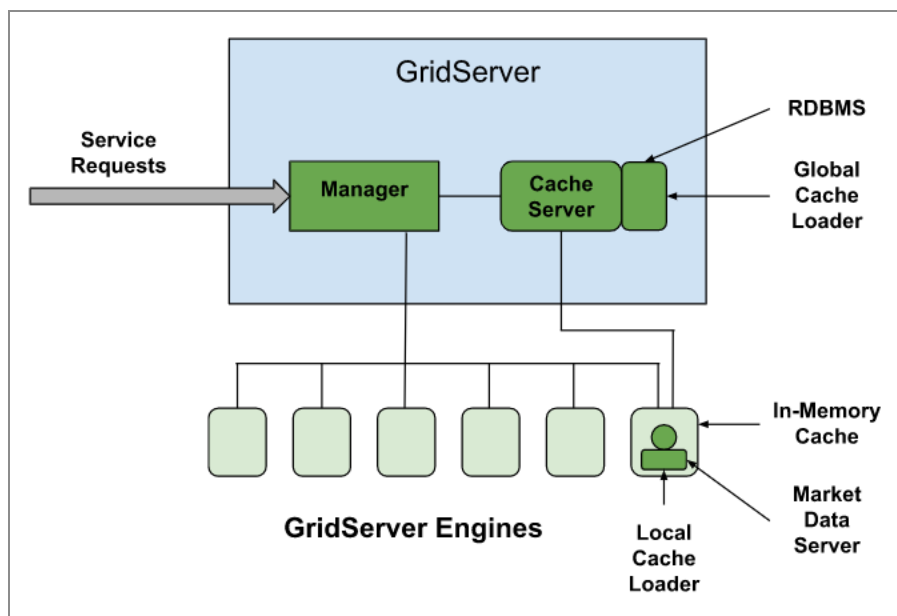 GridServer
Service
Requests
Manager
Cache
Server
RDBMS
Global
Cache
Loader
In-Memory
Cache
Market
Data
Server
Local
Cache
Loader
GridServer Engines